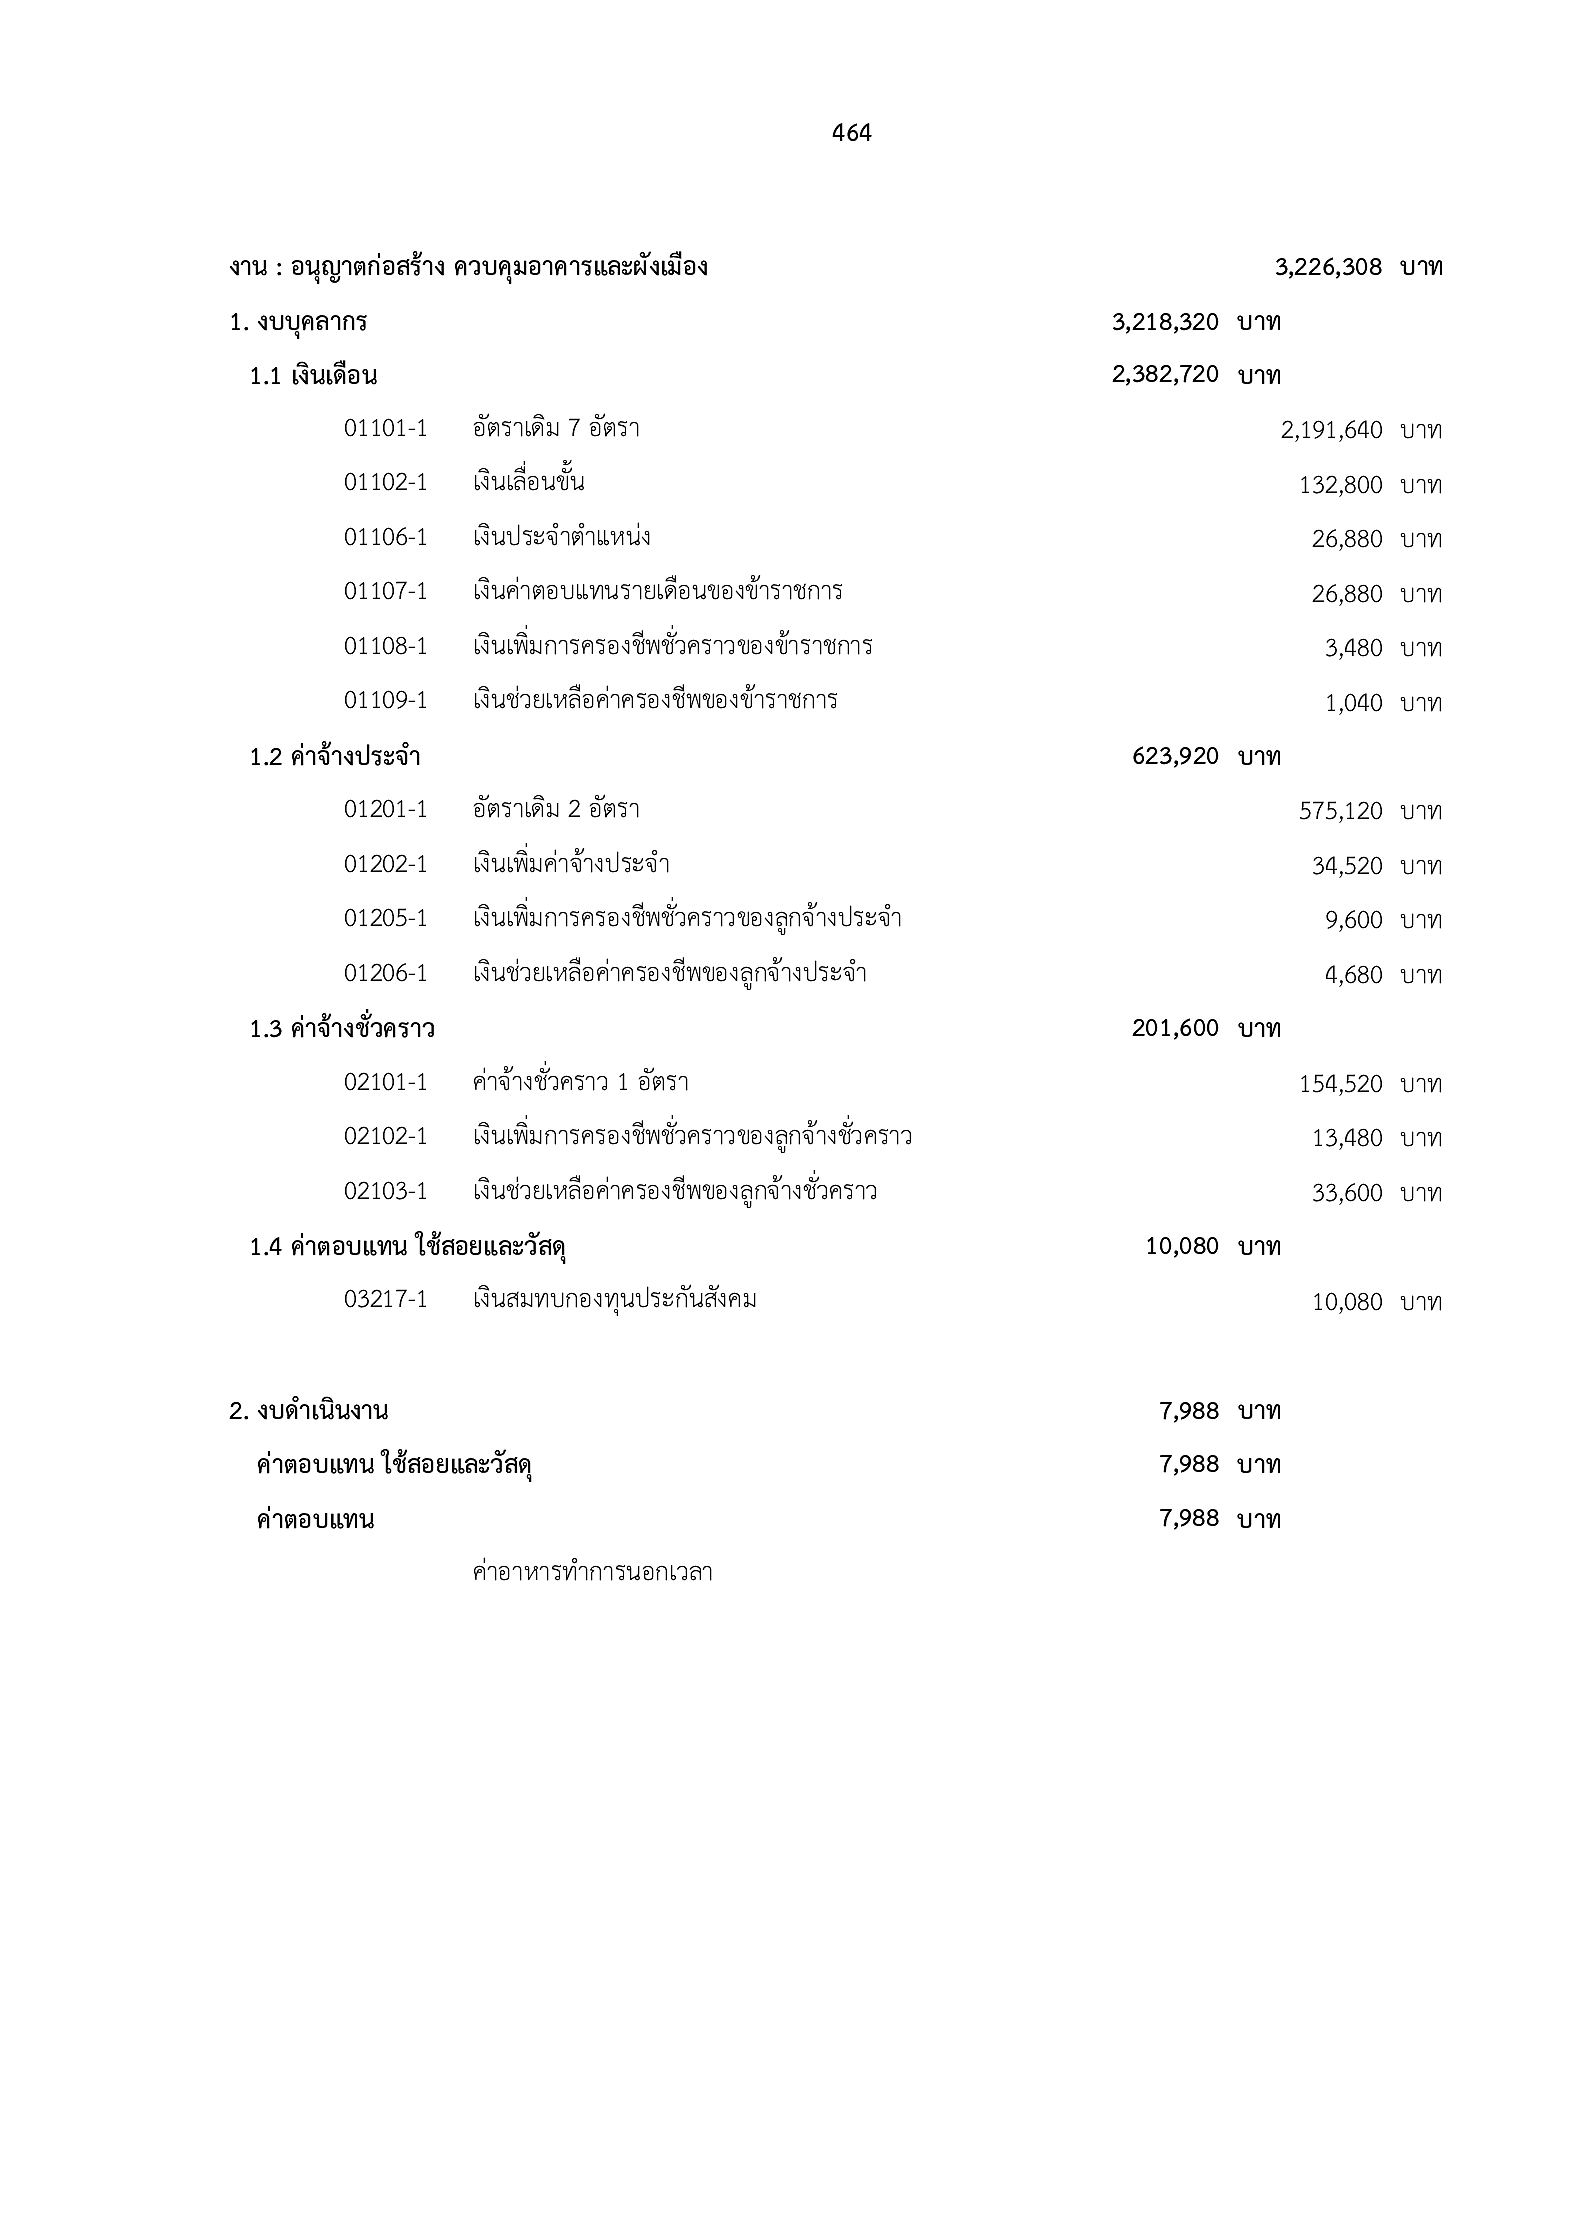 464
งาน : อนุญาตก่อสร้าง ควบคุมอาคารและผังเมือง 3,226,308 บาท
1. งบบุคลากร 3,218,320 บาท
1.1 เงินเดือน 2,382,720 บาท
01101-1 อัตราเดิม 7 อัตรา 2,191,640 บาท
01102-1 เงินเลื่อนขั้น 132,800 บาท
01106-1 เงินประจำตำแหน่ง 26,880 บาท
01107-1 เงินค่าตอบแทนรายเดือนของข้าราชการ 26,880 บาท
01108-1 เงินเพิ่มการครองชีพชั่วคราวของข้าราชการ 3,480 บาท
01109-1 เงินช่วยเหลือค่าครองชีพของข้าราชการ 1,040 บาท
1.2 ค่าจ้างประจำ 623,920 บาท
01201-1 อัตราเดิม 2 อัตรา 575,120 บาท
01202-1 เงินเพิ่มค่าจ้างประจำ 34,520 บาท
01205-1 เงินเพิ่มการครองชีพชั่วคราวของลูกจ้างประจำ 9,600 บาท
01206-1 เงินช่วยเหลือค่าครองชีพของลูกจ้างประจำ 4,680 บาท
1.3 ค่าจ้างชั่วคราว 201,600 บาท
02101-1 ค่าจ้างชั่วคราว 1 อัตรา 154,520 บาท
02102-1 เงินเพิ่มการครองชีพชั่วคราวของลูกจ้างชั่วคราว 13,480 บาท
02103-1 เงินช่วยเหลือค่าครองชีพของลูกจ้างชั่วคราว 33,600 บาท
1.4 ค่าตอบแทน ใช้สอยและวัสดุ 10,080 บาท
03217-1 เงินสมทบกองทุนประกันสังคม 10,080 บาท
2. งบดำเนินงาน 7,988 บาท
ค่าตอบแทน ใช้สอยและวัสดุ 7,988 บาท
ค่าตอบแทน 7,988 บาท
ค่าอาหารทำการนอกเวลา